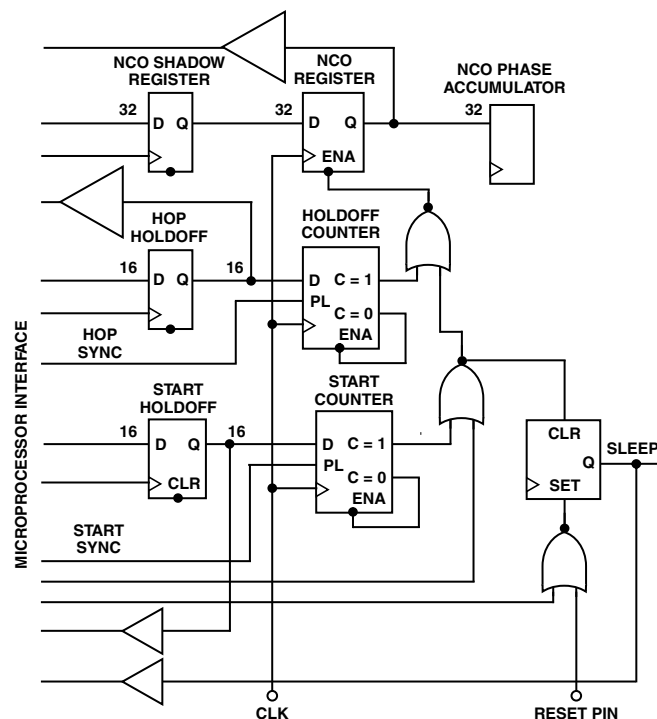 NCO SHADOW
REGISTER
NCO
REGISTER
NCO PHASE
ACCUMULATOR
32
D Q
32
D Q
ENA
32
HOP
HOLDOFF
16
D Q
16
HOLDOFF
COUNTER
D C = 1
PL
C = 0
ENA
HOP
SYNC
MICROPROCESSOR INTERFACE
START
HOLDOFF
16
D Q
CLR
16
START
COUNTER
D C = 1
PL
C = 0
ENA
CLR
Q
SET
SLEEP
START
SYNC
CLK
RESET PIN